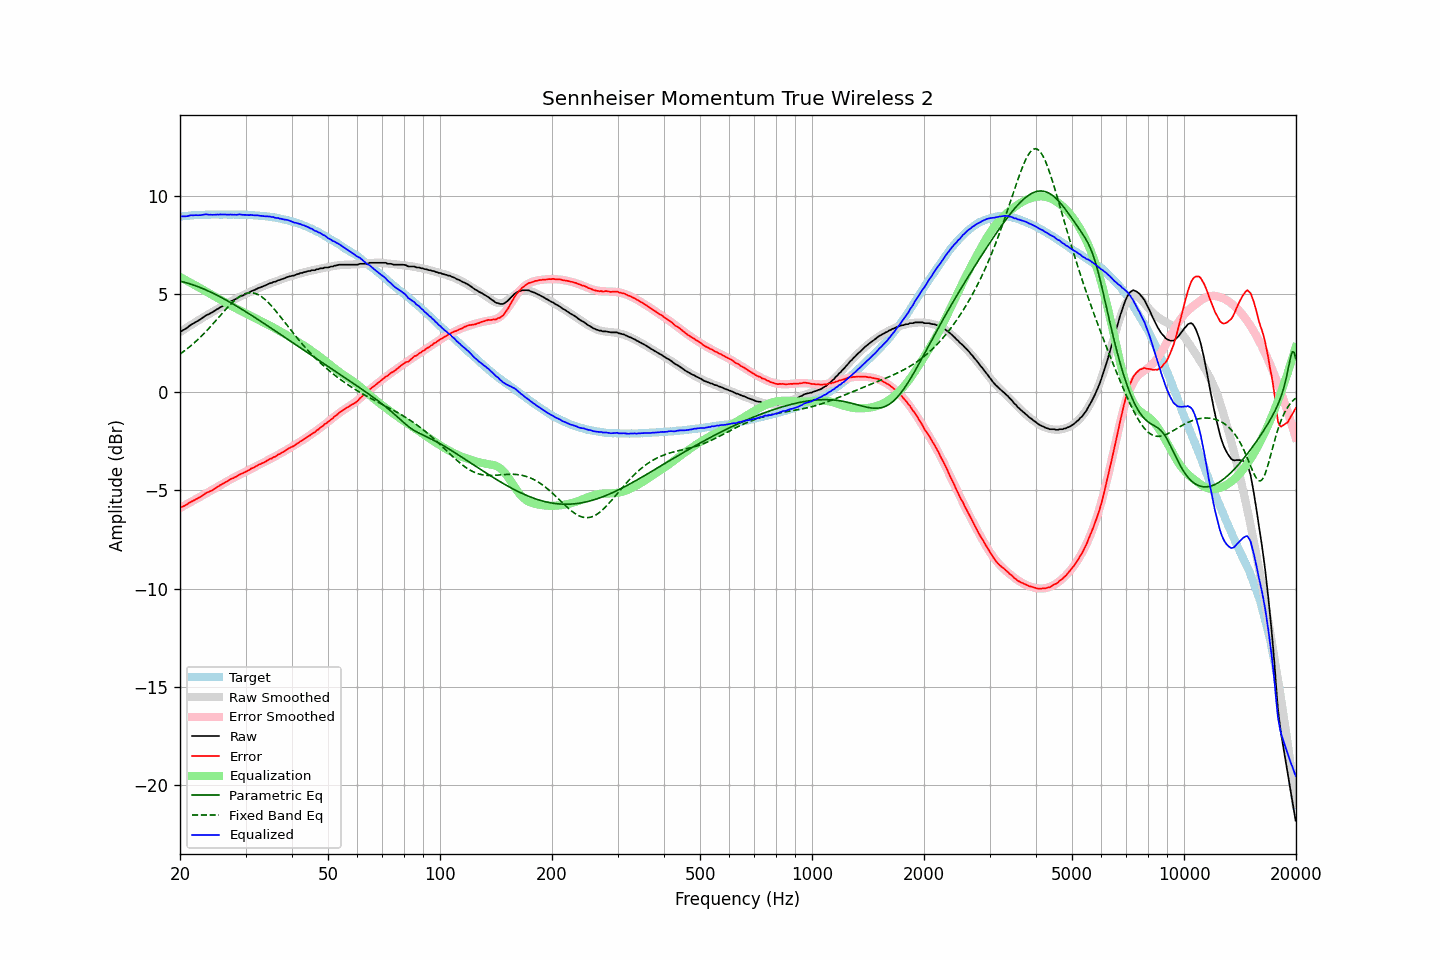 Sennheiser Momentum True Wireless 2
Amplitude (dBr)
10
5
0
−5
−10
−15
−20
Target
Raw Smoothed
Error Smoothed
Raw
Error
Equalization
Parametric Eq
Fixed Band Eq
Equalized
20 50 100 200 500 1000 2000 5000 10000 20000
Frequency (Hz)